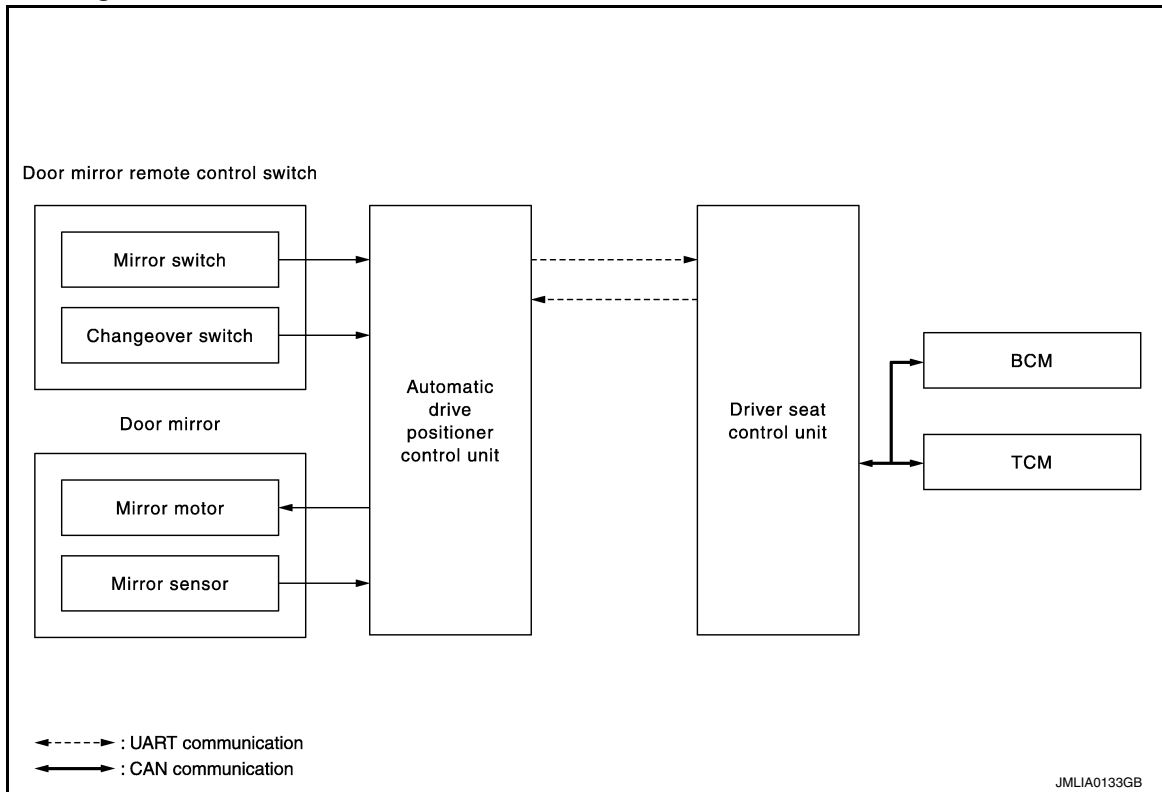 Door mirror remote control switch
Mirror switch
Changeover switch
Door mirror
Mirror motor
Mirror sensor
Automatic
drive
positioner
control unit
Driver seat
control unit
BCM
TCM
: UART communication
: CAN communication
JMLIA0133GB